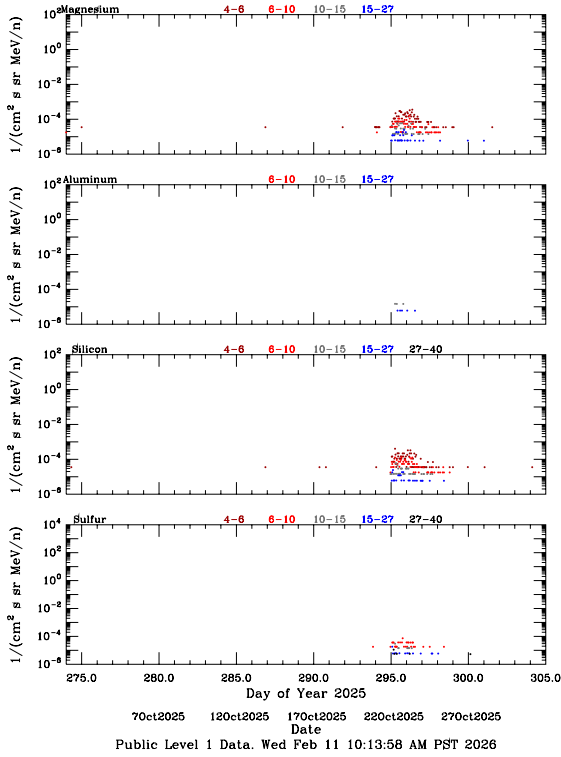 Magnesium 4-6 6-10 10-15 15-27
10² 10⁰ 10⁻² 10⁻⁴ 10⁻⁶
1/(cm² s sr MeV/n)
Aluminum 6-10 10-15 15-27
10² 10⁰ 10⁻² 10⁻⁴ 10⁻⁶
1/(cm² s sr MeV/n)
Silicon 4-6 6-10 10-15 15-27 27-40
10² 10⁰ 10⁻² 10⁻⁴ 10⁻⁶
1/(cm² s sr MeV/n)
Sulfur 4-6 6-10 10-15 15-27 27-40
10⁴ 10² 10⁰ 10⁻² 10⁻⁴ 10⁻⁶
1/(cm² s sr MeV/n)
275.0 280.0 285.0 290.0 295.0 300.0 305.0
Day of Year 2025
7Oct2025 12Oct2025 17Oct2025 22Oct2025 27Oct2025
Date
Public Level 1 Data. Wed Feb 11 10:13:58 AM PST 2026